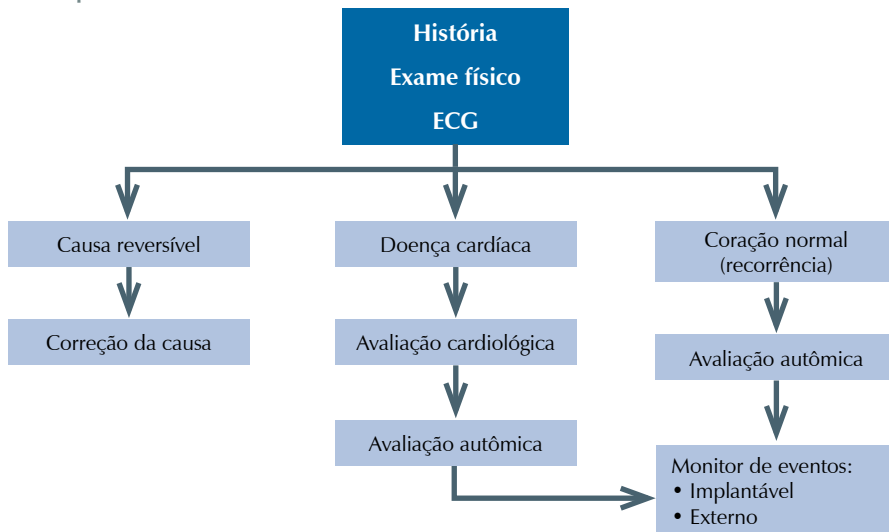 História
Exame físico
ECG
Causa reversível
Correção da causa
Doença cardíaca
Avaliação cardiológica
Avaliação autômica
Coração normal
(recorrência)
Avaliação autômica
Monitor de eventos:
• Implantável
• Externo